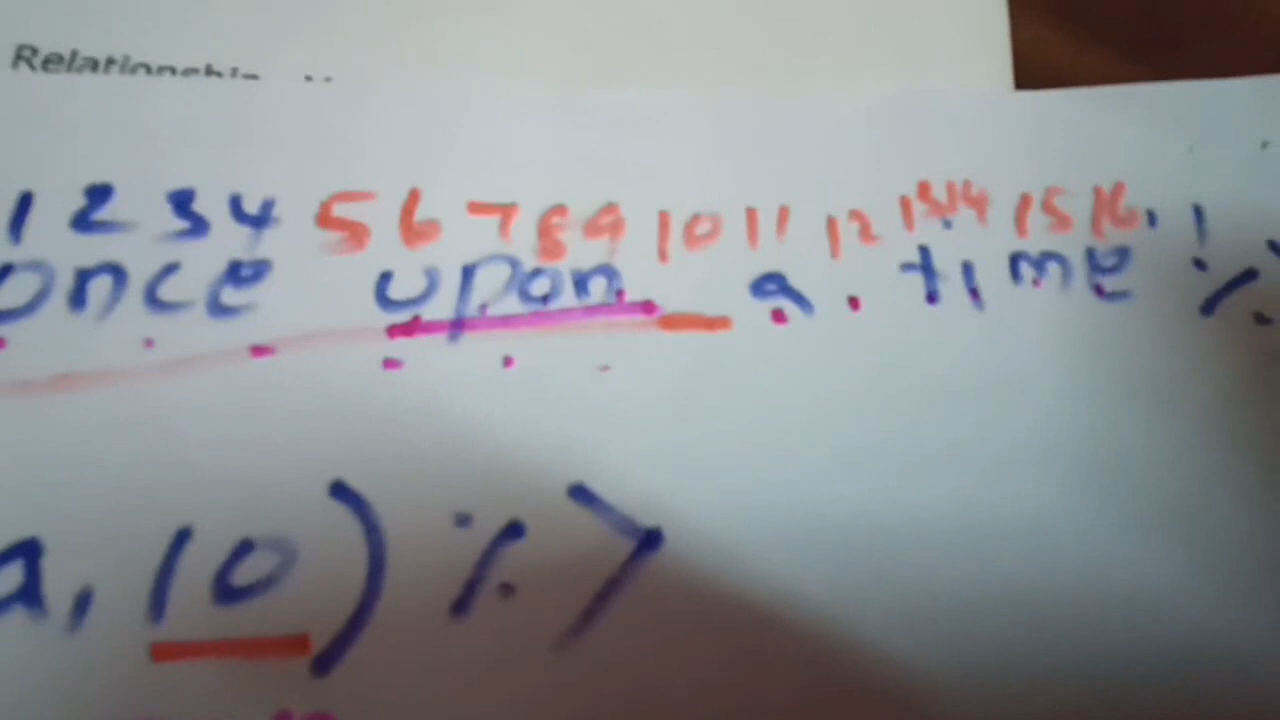 Relationship
1 2 3 4 5 6 7 8 9 10 11 12 13 14 15 16
once upon a time !
a, 10) %>